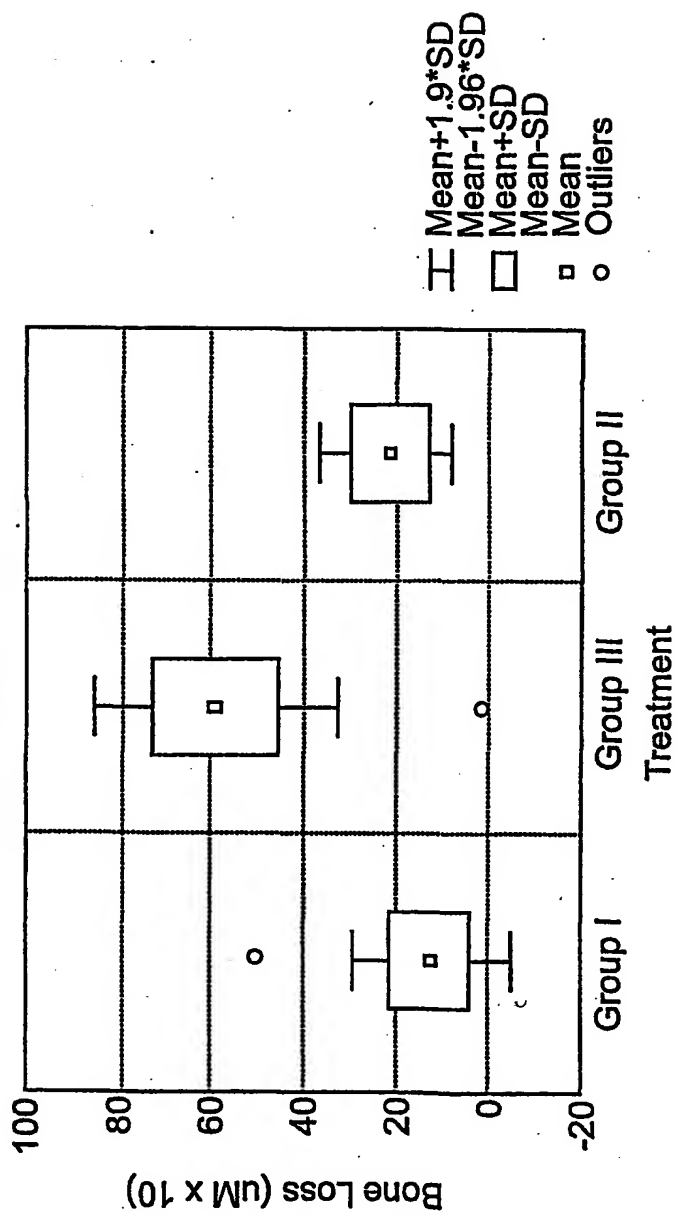 Bone Loss (uM x 10)
100
80
60
40
20
0
-20
Group I
Group III
Group II
Treatment
Mean+1.9*SD
Mean-1.96*SD
Mean+SD
Mean-SD
Mean
Outliers